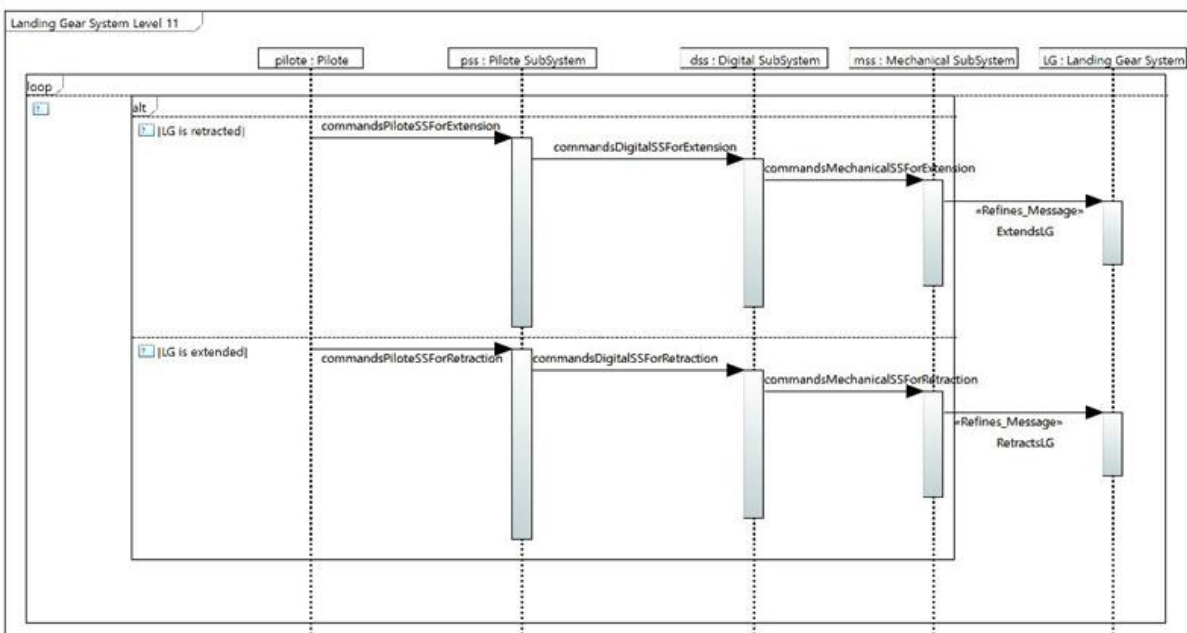 Landing Gear System Level 11
pilote : Pilote
pss : Pilote SubSystem
dss : Digital SubSystem
mss : Mechanical SubSystem
LG : Landing Gear System
loop
alt
[LG is retracted]
commandsPiloteSSForExtension
commandsDigitalSSForExtension
commandsMechanicalSSForExtension
«Refines_Message»
ExtendsLG
[LG is extended]
commandsPiloteSSForRetraction
commandsDigitalSSForRetraction
commandsMechanicalSSForRetraction
«Refines_Message»
RetractsLG